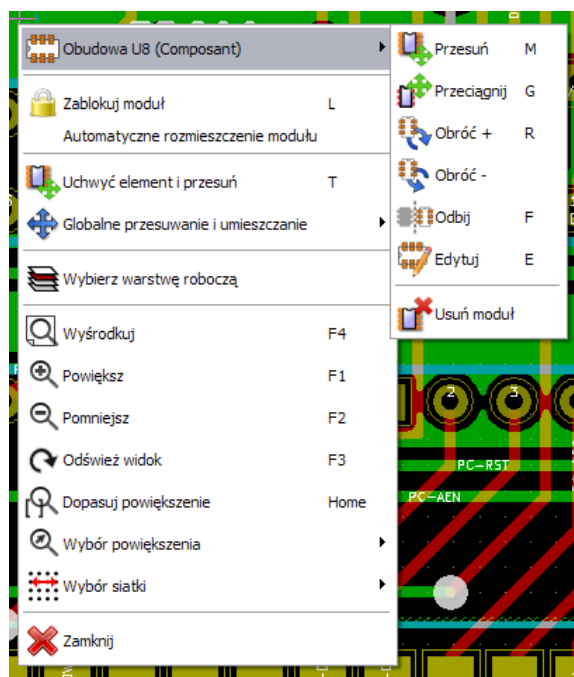 Obudowa U8 (Composant)
Zablokuj moduł L
Automatyczne rozmieszczenie modułu
Uchwyć element i przesuń T
Globalne przesuwanie i umieszczanie
Wybierz warstwę roboczą
Wyśrodkuj F4
Powiększ F1
Pomniejsz F2
Odśwież widok F3
Dopasuj powiększenie Home
Wybór powiększenia
Wybór siatki
Zamknij
Przesuń M
Przeciągnij G
Obróć + R
Obróć -
Odbij F
Edytuj E
Usuń moduł
2 3
PC-RST
PC-AEN